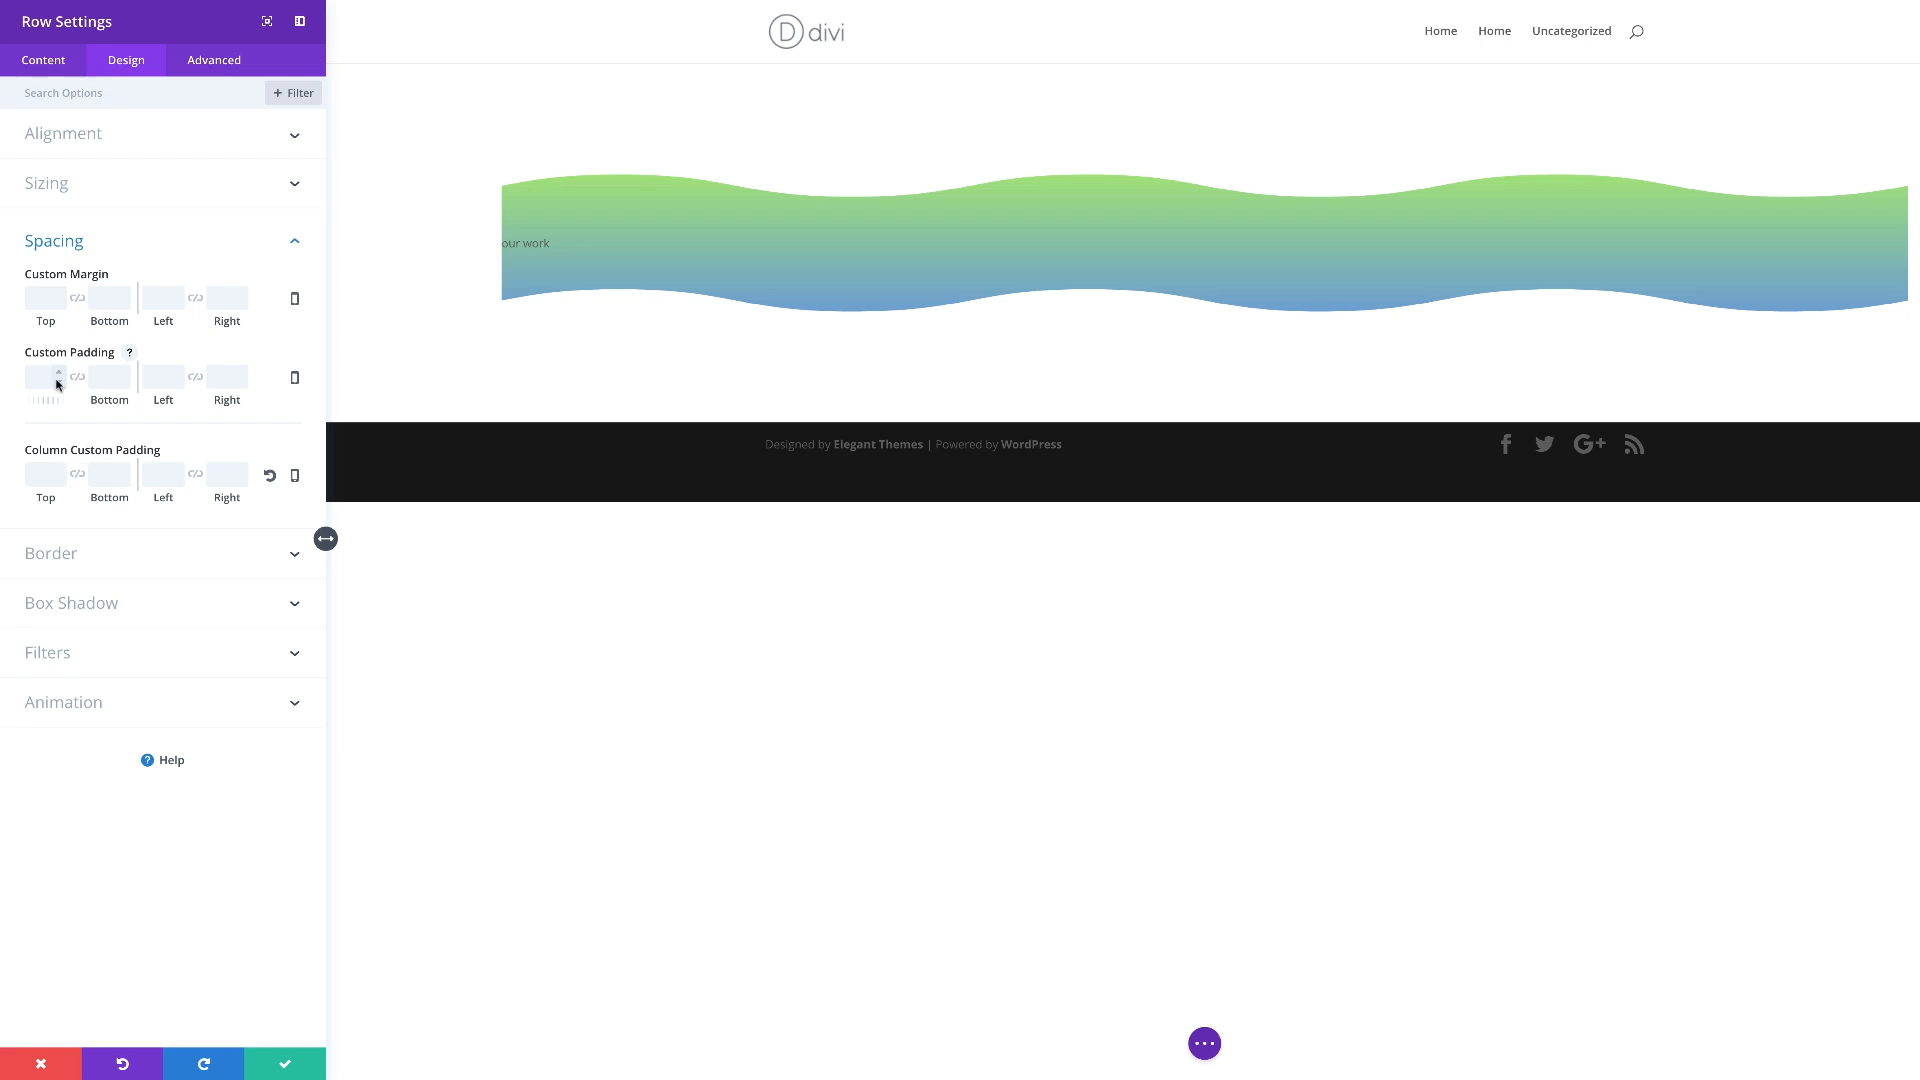 Row Settings
Content Design Advanced
Search Options + Filter
Alignment
Sizing
Spacing
Custom Margin
Top Bottom Left Right
Custom Padding ?
Bottom Left Right
Column Custom Padding
Top Bottom Left Right
Border
Box Shadow
Filters
Animation
? Help
D divi
Home Home Uncategorized
our work
Designed by Elegant Themes | Powered by WordPress